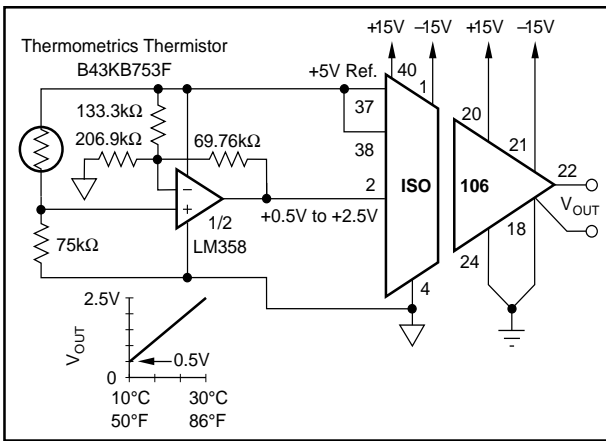 +15V –15V +15V –15V
Thermometrics Thermistor
B43KB753F
+5V Ref.
40
1
133.3kΩ
37
20
206.9kΩ
69.76kΩ
38
21
22
2
ISO
106
−
+
1/2
+0.5V to +2.5V
VOUT
75kΩ
LM358
18
24
4
2.5V
VOUT
0.5V
0
10°C 30°C
50°F 86°F